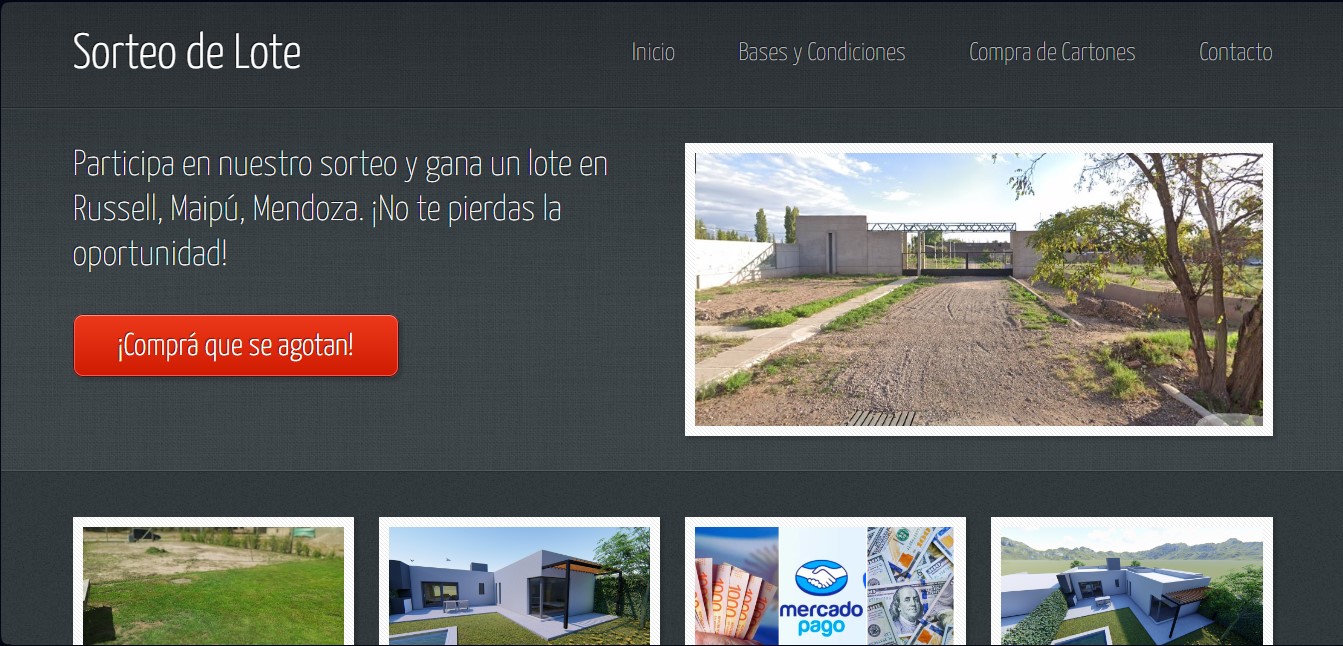 Sorteo de Lote
Inicio
Bases y Condiciones
Compra de Cartones
Contacto
Participa en nuestro sorteo y gana un lote en
Russell, Maipú, Mendoza. ¡No te pierdas la
oportunidad!
¡Comprá que se agotan!
mercado
pago